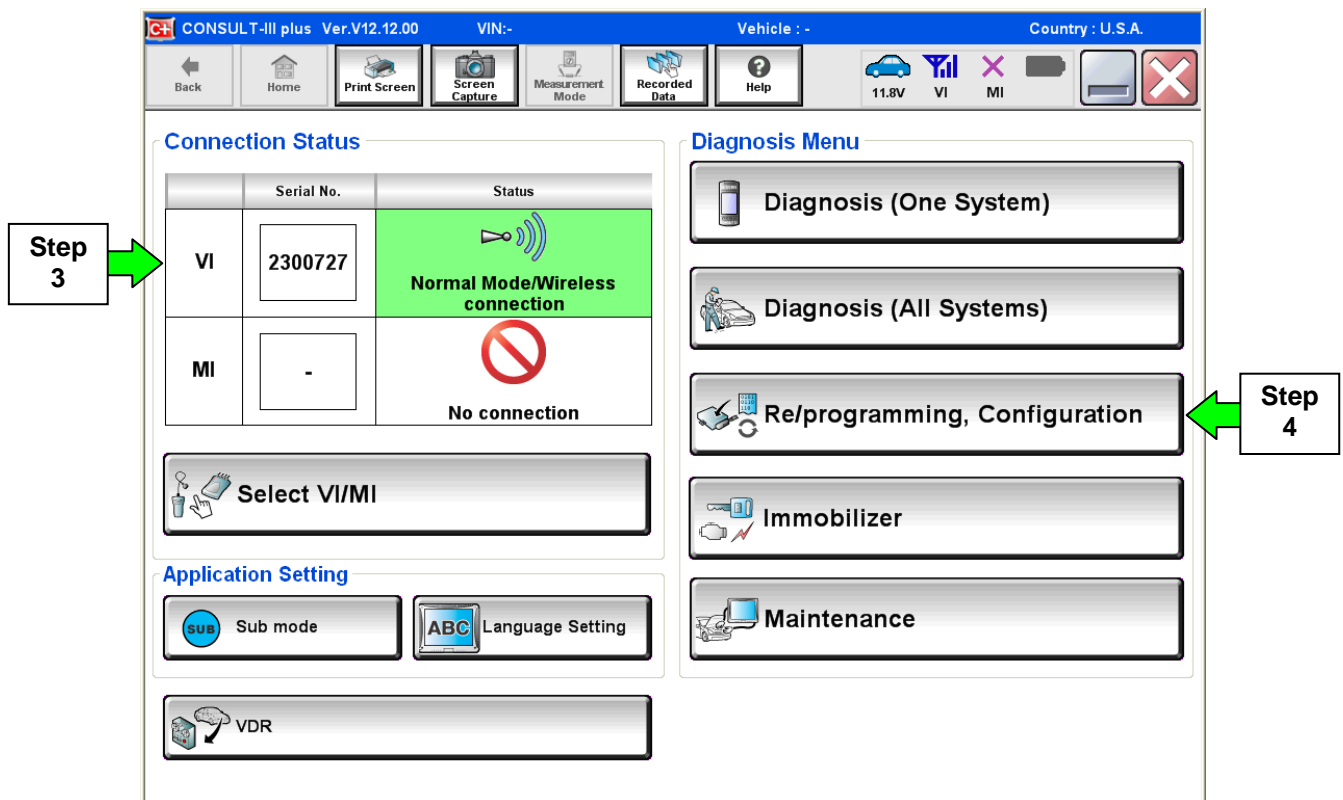 C+ CONSULT-III plus Ver.V12.12.00 VIN:- Vehicle : - Country : U.S.A.
Back
Home
Print Screen
Screen
Capture
Measurement
Mode
Recorded
Data
Help
11.8V
VI
MI
Connection Status
Serial No. Status
VI 2300727
Normal Mode/Wireless
connection
MI -
No connection
Select VI/MI
Application Setting
SUB Sub mode
ABC Language Setting
VDR
Diagnosis Menu
Diagnosis (One System)
Diagnosis (All Systems)
Re/programming, Configuration
Immobilizer
Maintenance
Step
3
Step
4